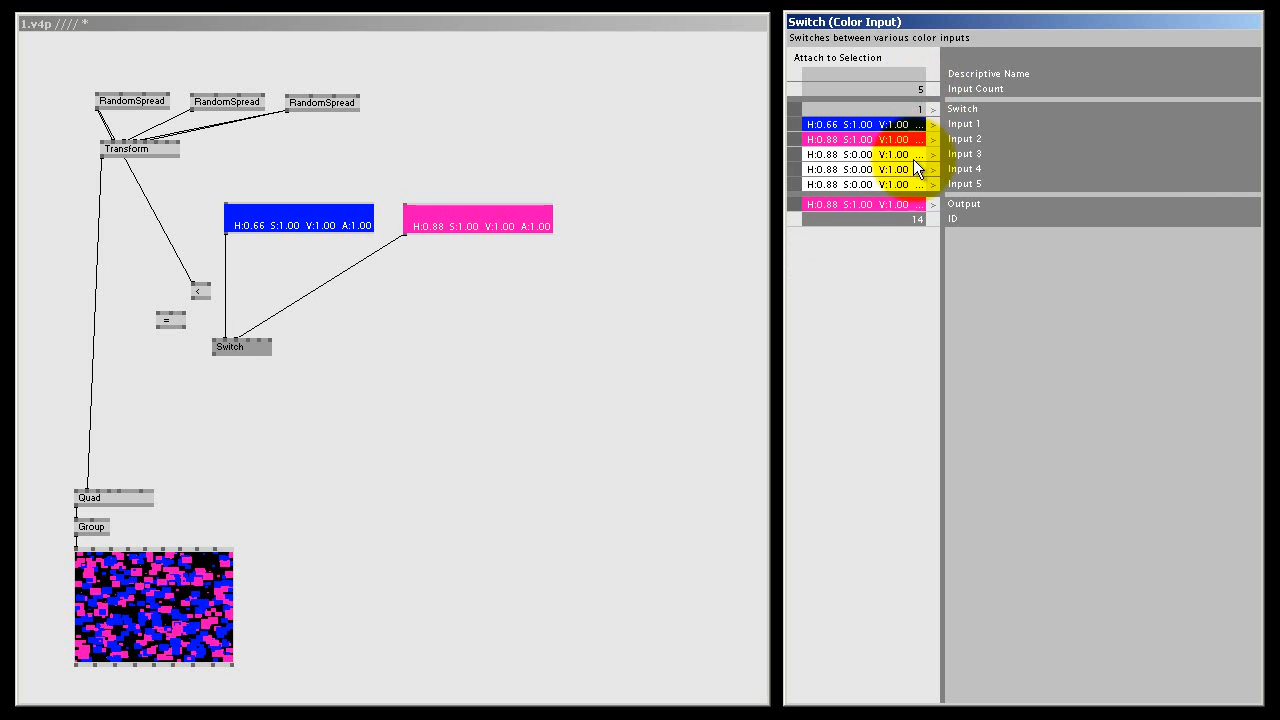 1.v4p //// *
RandomSpread
RandomSpread
RandomSpread
Transform
H:0.66 S:1.00 V:1.00 A:1.00
H:0.88 S:1.00 V:1.00 A:1.00
<
=
Switch
Quad
Group
Switch (Color Input)
Switches between various color inputs
Attach to Selection
Descriptive Name
5 Input Count
1 > Switch
H:0.66 S:1.00 V:1.00 ... > Input 1
H:0.88 S:1.00 V:1.00 ... > Input 2
H:0.88 S:0.00 V:1.00 ... > Input 3
H:0.88 S:0.00 V:1.00 ... > Input 4
H:0.88 S:0.00 V:1.00 ... > Input 5
H:0.88 S:1.00 V:1.00 ... > Output
14 ID